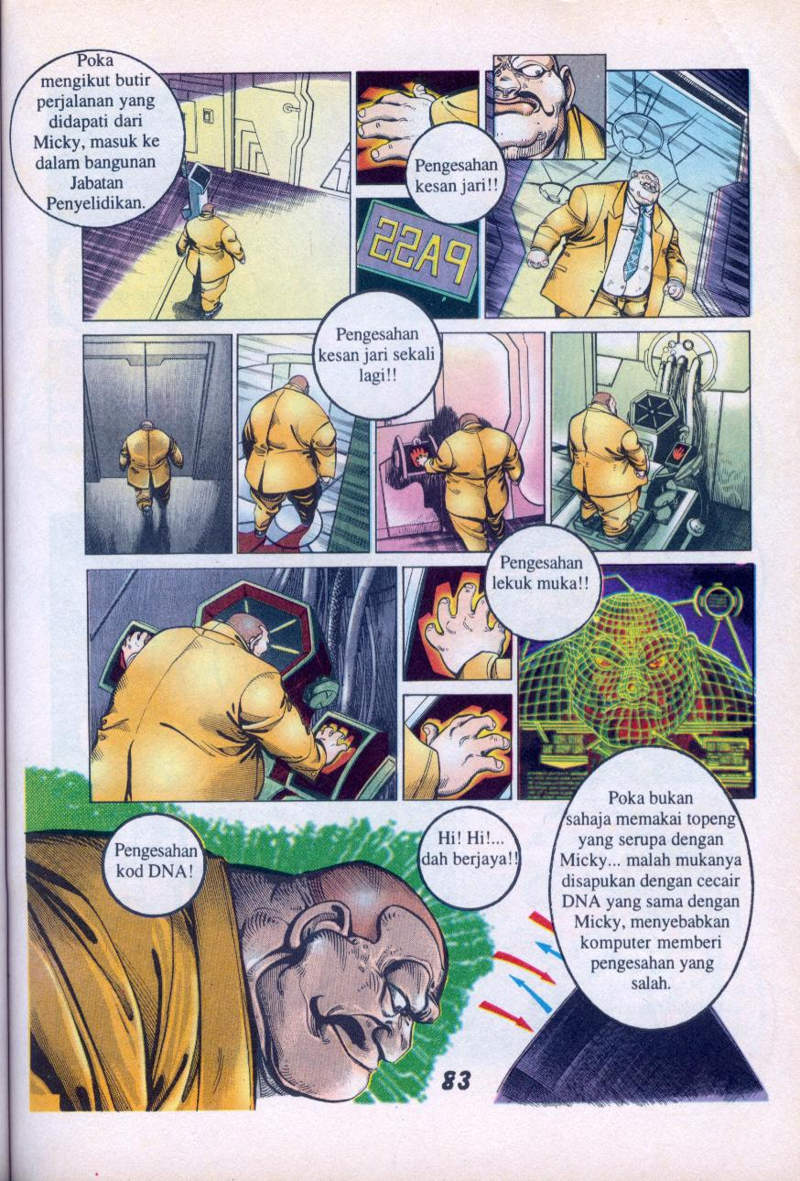 Poka
mengikut butir
perjalanan yang
didapati dari
Micky, masuk ke
dalam bangunan
Jabatan
Penyelidikan.
Pengesahan
kesan jari!!
PASS
Pengesahan
kesan jari sekali
lagi!!
Pengesahan
lekuk muka!!
Pengesahan
kod DNA!
Hi! Hi!...
dah berjaya!!
Poka bukan
sahaja memakai topeng
yang serupa dengan
Micky... malah mukanya
disapukan dengan cecair
DNA yang sama dengan
Micky, menyebabkan
komputer memberi
pengesahan yang
salah.
83